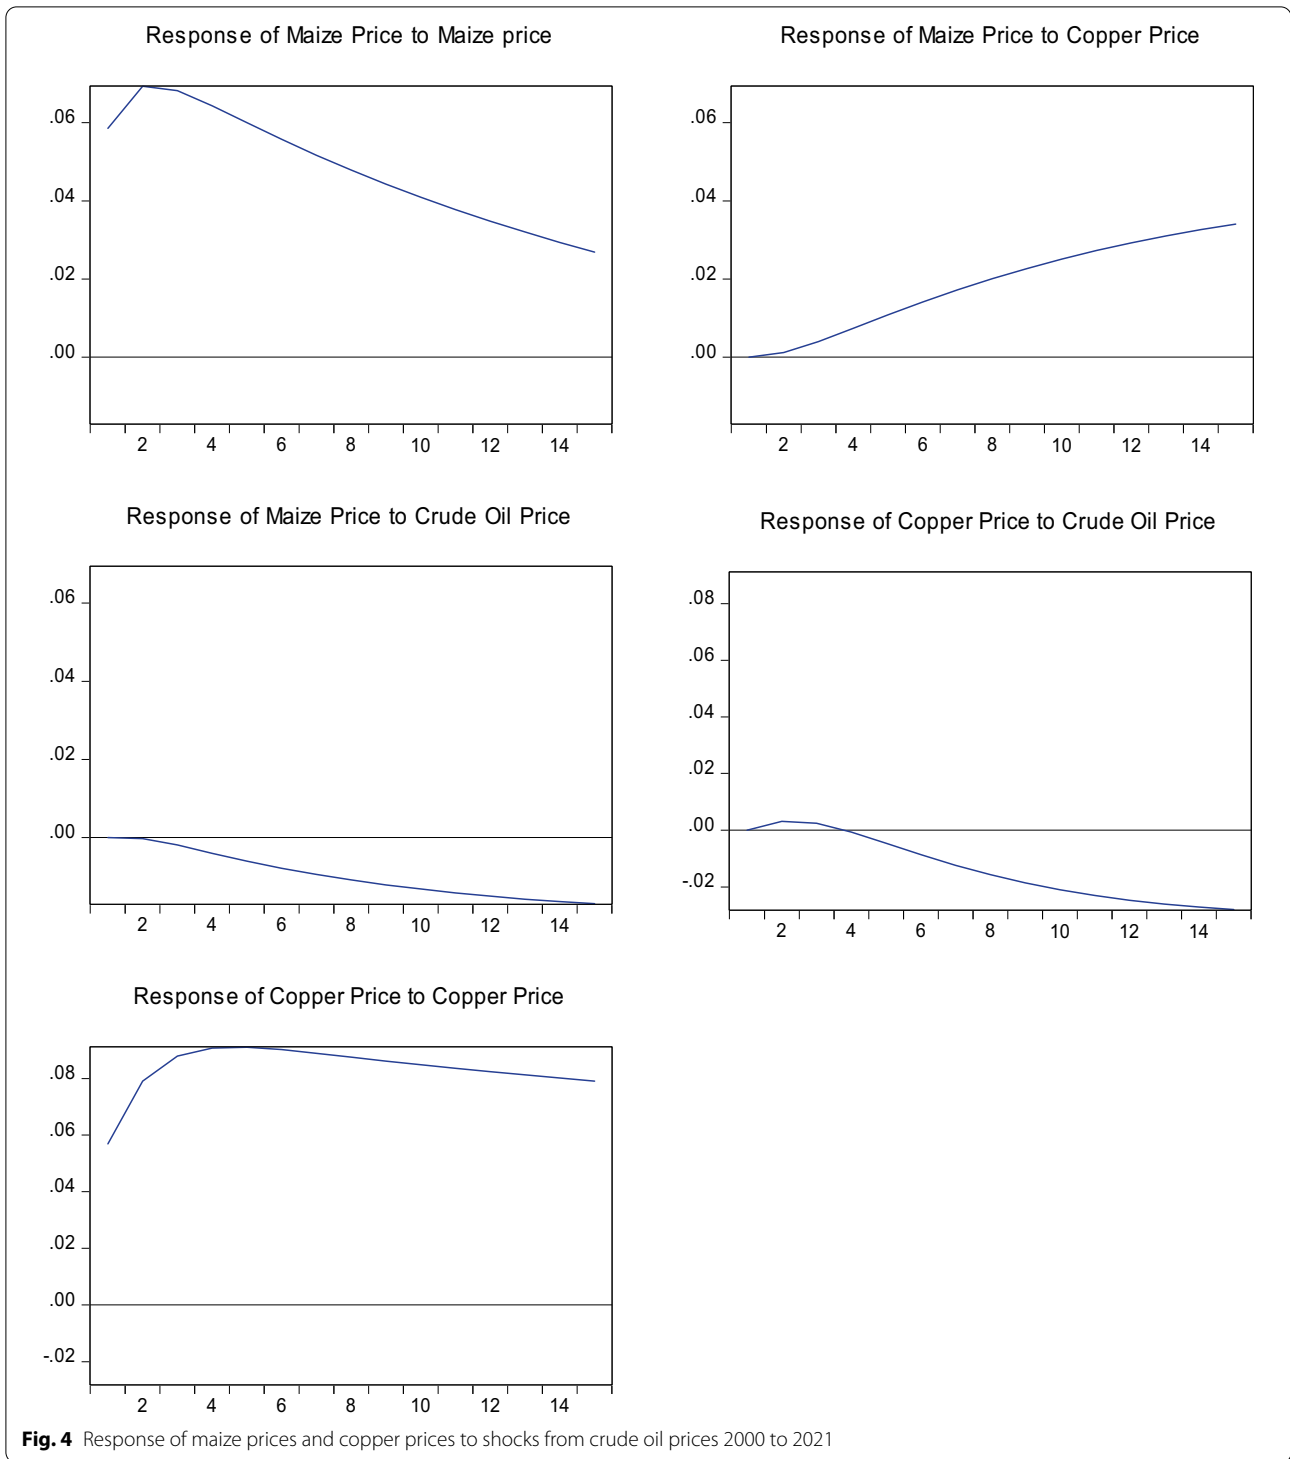 Response of Maize Price to Maize price
.06
.04
.02
.00
2 4 6 8 10 12 14
Response of Maize Price to Copper Price
.06
.04
.02
.00
2 4 6 8 10 12 14
Response of Maize Price to Crude Oil Price
.06
.04
.02
.00
2 4 6 8 10 12 14
Response of Copper Price to Crude Oil Price
.08
.06
.04
.02
.00
-.02
2 4 6 8 10 12 14
Response of Copper Price to Copper Price
.08
.06
.04
.02
.00
-.02
2 4 6 8 10 12 14
Fig. 4 Response of maize prices and copper prices to shocks from crude oil prices 2000 to 2021